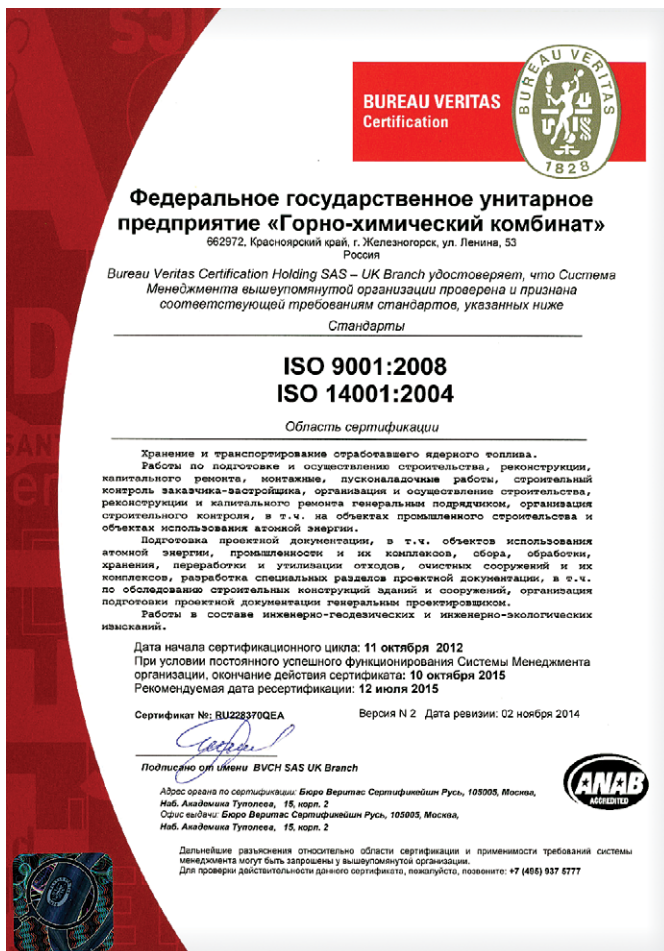 BUREAU VERITAS
Certification
BUREAU VERITAS
1828
Федеральное государственное унитарное
предприятие «Горно-химический комбинат»
662972, Красноярский край, г. Железногорск, ул. Ленина, 53
Россия
Bureau Veritas Certification Holding SAS – UK Branch удостоверяет, что Система
Менеджмента вышеупомянутой организации проверена и признана
соответствующей требованиям стандартов, указанных ниже
Стандарты
ISO 9001:2008
ISO 14001:2004
Область сертификации
Хранение и транспортирование отработавшего ядерного топлива.
Работы по подготовке и осуществлению строительства, реконструкции,
капитального ремонта, монтажные, пусконаладочные работы, строительный
контроль заказчика-застройщика, организация и осуществление строительства,
реконструкции и капитального ремонта генеральным подрядчиком, организация
строительного контроля, в т.ч. на объектах промышленного строительства и
объектах использования атомной энергии.
Подготовка проектной документации, в т.ч. объектов использования
атомной энергии, промышленности и их комплексов, сбора, обработки,
хранения, переработки и утилизации отходов, очистных сооружений и их
комплексов, разработка специальных разделов проектной документации, в т.ч.
по обследованию строительных конструкций зданий и сооружений, организация
подготовки проектной документации генеральным проектировщиком.
Работы в составе инженерно-геодезических и инженерно-экологических
изысканий.
Дата начала сертификационного цикла: 11 октября 2012
При условии постоянного успешного функционирования Системы Менеджмента
организации, окончание действия сертификата: 10 октября 2015
Рекомендуемая дата ресертификации: 12 июля 2015
Сертификат №: RU228370QEA Версия N 2 Дата ревизии: 02 ноября 2014
Подписано от имени BVCH SAS UK Branch
Адрес органа по сертификации: Бюро Веритас Сертификейшн Русь, 105005, Москва,
Наб. Академика Туполева, 15, корп. 2
Офис выдачи: Бюро Веритас Сертификейшн Русь, 105005, Москва,
Наб. Академика Туполева, 15, корп. 2
ANAB
ACCREDITED
Дальнейшие разъяснения относительно области сертификации и применимости требований системы
менеджмента могут быть запрошены у вышеупомянутой организации.
Для проверки действительности данного сертификата, пожалуйста, позвоните: +7 (495) 937 5777